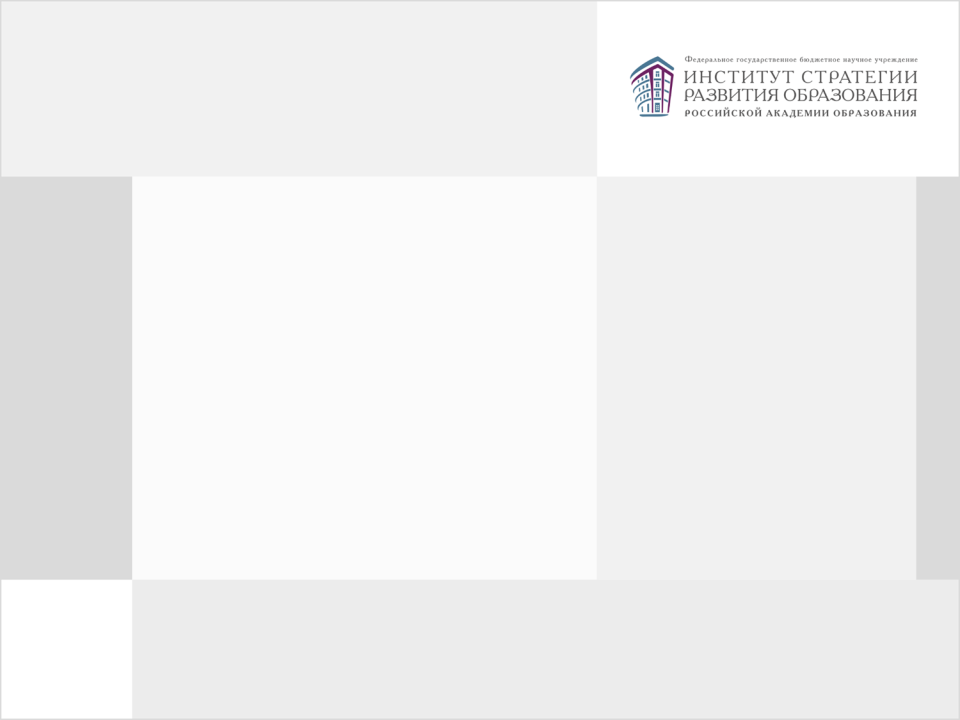 Федеральное государственное бюджетное научное учреждение
ИНСТИТУТ СТРАТЕГИИ
РАЗВИТИЯ ОБРАЗОВАНИЯ
РОССИЙСКОЙ АКАДЕМИИ ОБРАЗОВАНИЯ